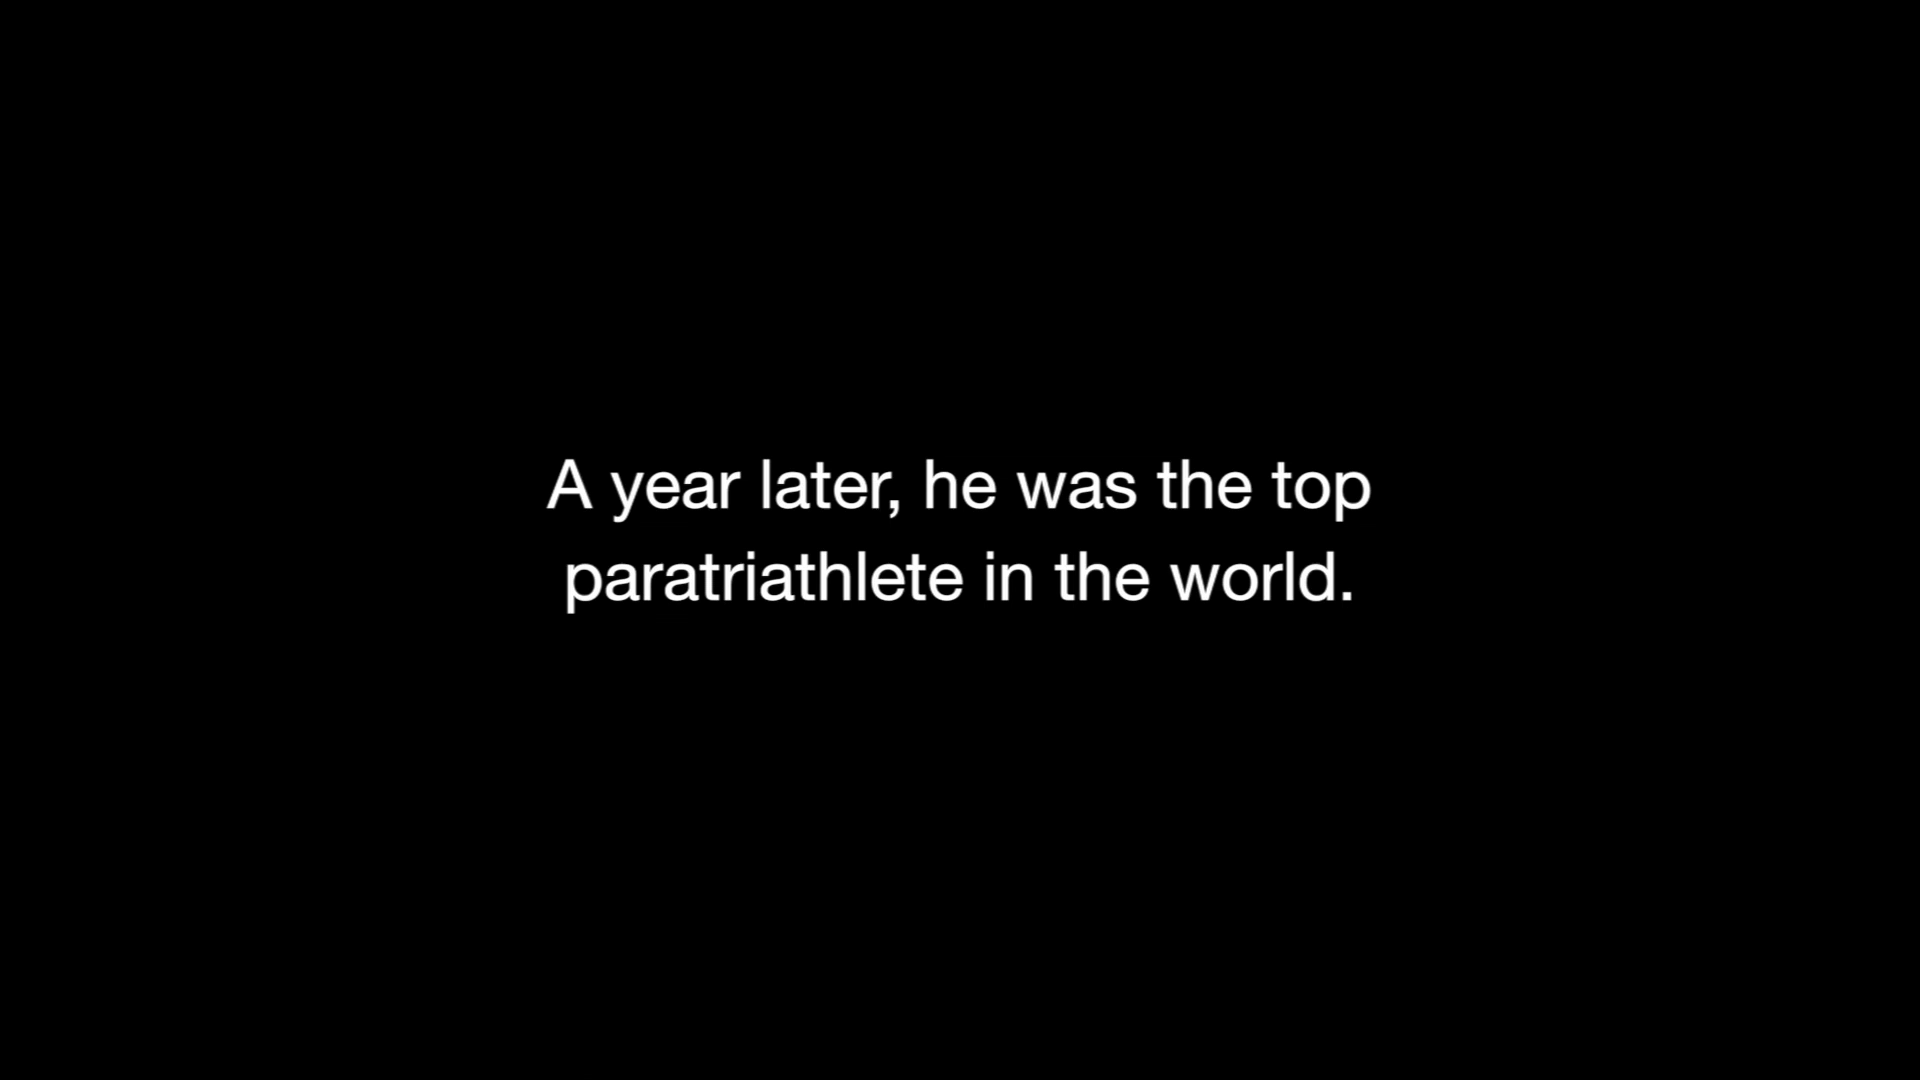 A year later, he was the top
paratriathlete in the world.